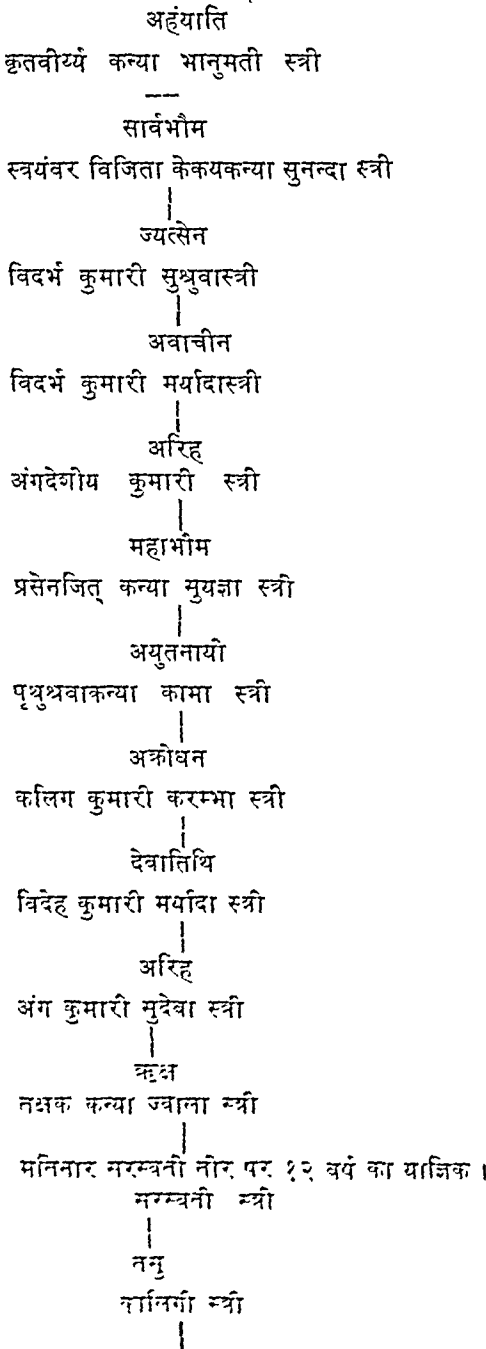 अहंयाति
कृतवीर्य्य कन्या भानुमती स्त्री
सार्वभौम
स्त्रयंवर विजिता केकयकन्या सुनन्दा स्त्री
ज्यत्सेन
विदर्भ कुमारी सुश्रुवास्त्री
अवाचीन
विदर्भ कुमारी मर्यादास्त्री
अरिह
अंगदेशीय कुमारी स्त्री
महाभौम
प्रसेनजित् कन्या सुयज्ञा स्त्री
अयुतनायी
पृथुश्रवाकन्या कामा स्त्री
अक्रोधन
कलिग कुमारी करम्भा स्त्री
देवातिथि
विदेह कुमारी मर्यादा स्त्री
अरिह
अंग कुमारी सुदेवा स्त्री
ऋक्ष
तक्षक कन्या ज्वाला स्त्री
मतिनार सरस्वती तीर पर १२ वर्ष का याज्ञिक ।
सरस्वती स्त्री
तंसु
कालिंगी स्त्री